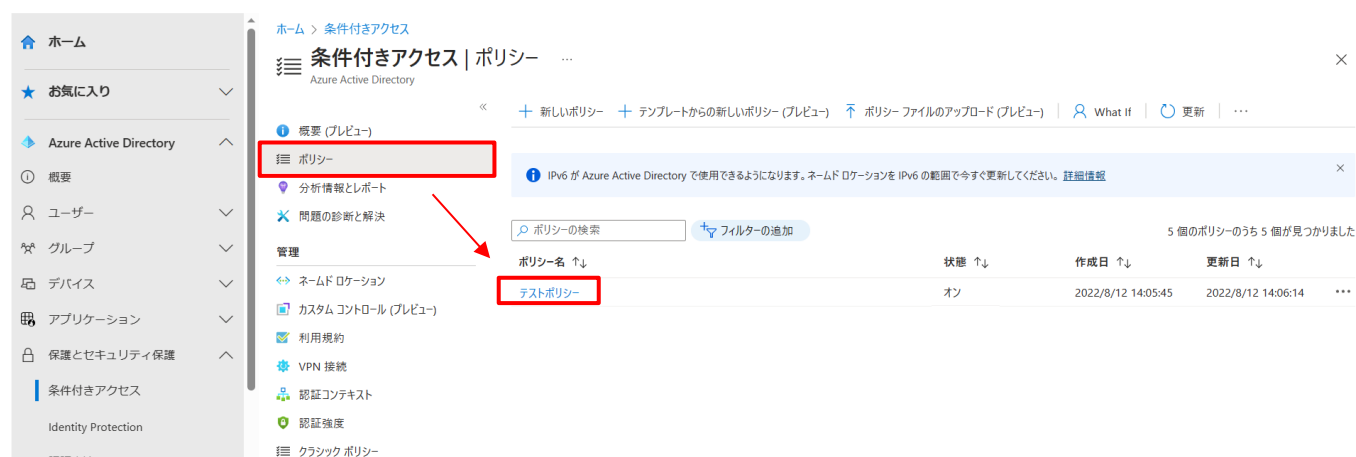 ホーム
お気に入り
Azure Active Directory
概要
ユーザー
グループ
デバイス
アプリケーション
保護とセキュリティ保護
条件付きアクセス
Identity Protection
ホーム > 条件付きアクセス
条件付きアクセス | ポリシー ...
Azure Active Directory
概要 (プレビュー)
ポリシー
分析情報とレポート
問題の診断と解決
管理
ネームド ロケーション
カスタム コントロール (プレビュー)
利用規約
VPN 接続
認証コンテキスト
認証強度
クラシック ポリシー
+ 新しいポリシー + テンプレートからの新しいポリシー (プレビュー) ポリシー ファイルのアップロード (プレビュー) What If 更新 ...
IPv6 が Azure Active Directory で使用できるようになります。ネームド ロケーションを IPv6 の範囲で今すぐ更新してください。 詳細情報
ポリシーの検索 フィルターの追加 5 個のポリシーのうち 5 個が見つかりました
ポリシー名 ↑↓ 状態 ↑↓ 作成日 ↑↓ 更新日 ↑↓
テストポリシー オン 2022/8/12 14:05:45 2022/8/12 14:06:14 ...